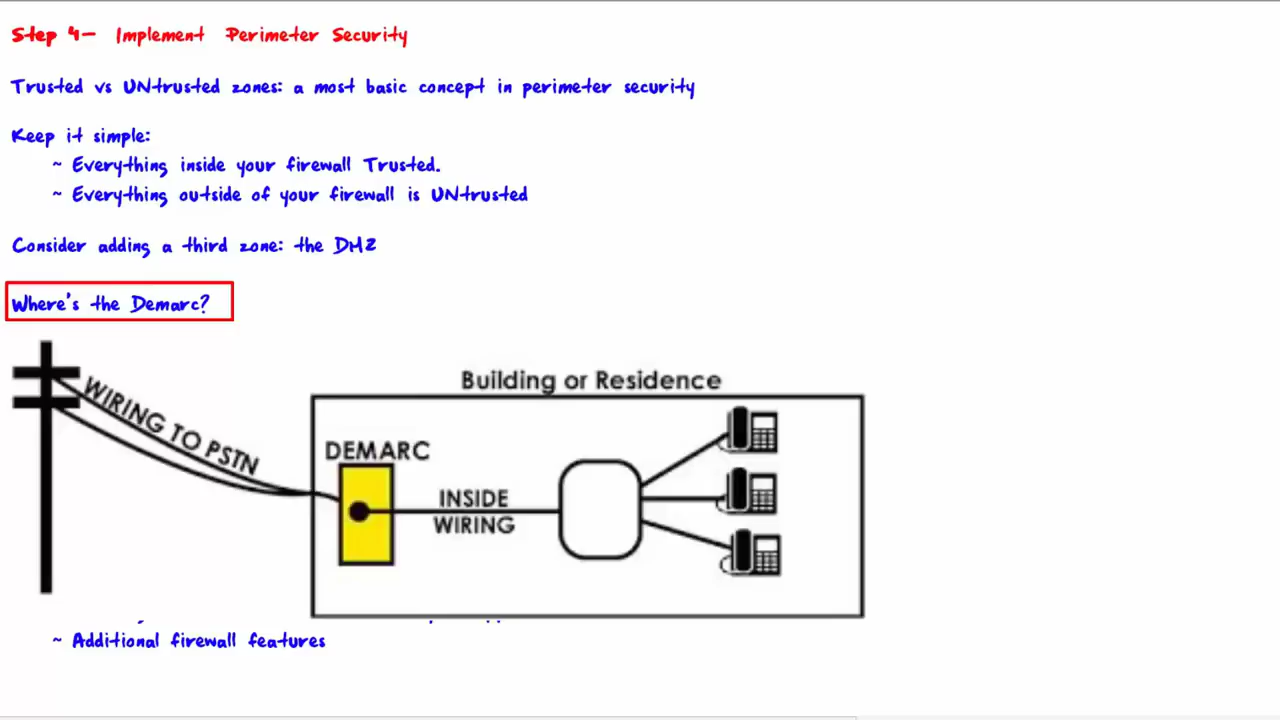 Step 4- Implement Perimeter Security
Trusted vs UNtrusted zones: a most basic concept in perimeter security
Keep it simple:
~ Everything inside your firewall Trusted.
~ Everything outside of your firewall is UNtrusted
Consider adding a third zone: the DMZ
Where's the Demarc?
Building or Residence
WIRING TO PSTN
DEMARC
INSIDE
WIRING
~ Additional firewall features